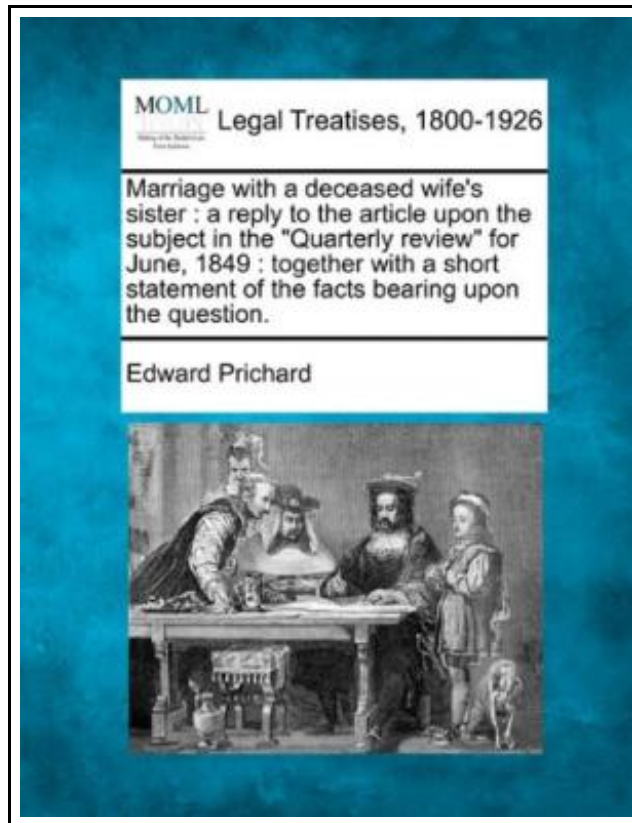 MOML
Legal Treatises, 1800-1926
Marriage with a deceased wife's
sister : a reply to the article upon the
subject in the "Quarterly review" for
June, 1849 : together with a short
statement of the facts bearing upon
the question.
Edward Prichard